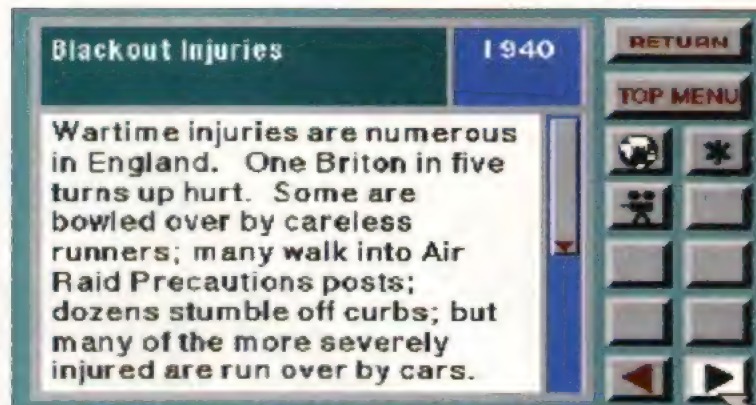 Blackout Injuries
1940
Wartime injuries are numerous
in England. One Briton in five
turns up hurt. Some are
bowled over by careless
runners; many walk into Air
Raid Precautions posts;
dozens stumble off curbs; but
many of the more severely
injured are run over by cars.
RETURN
TOP MENU